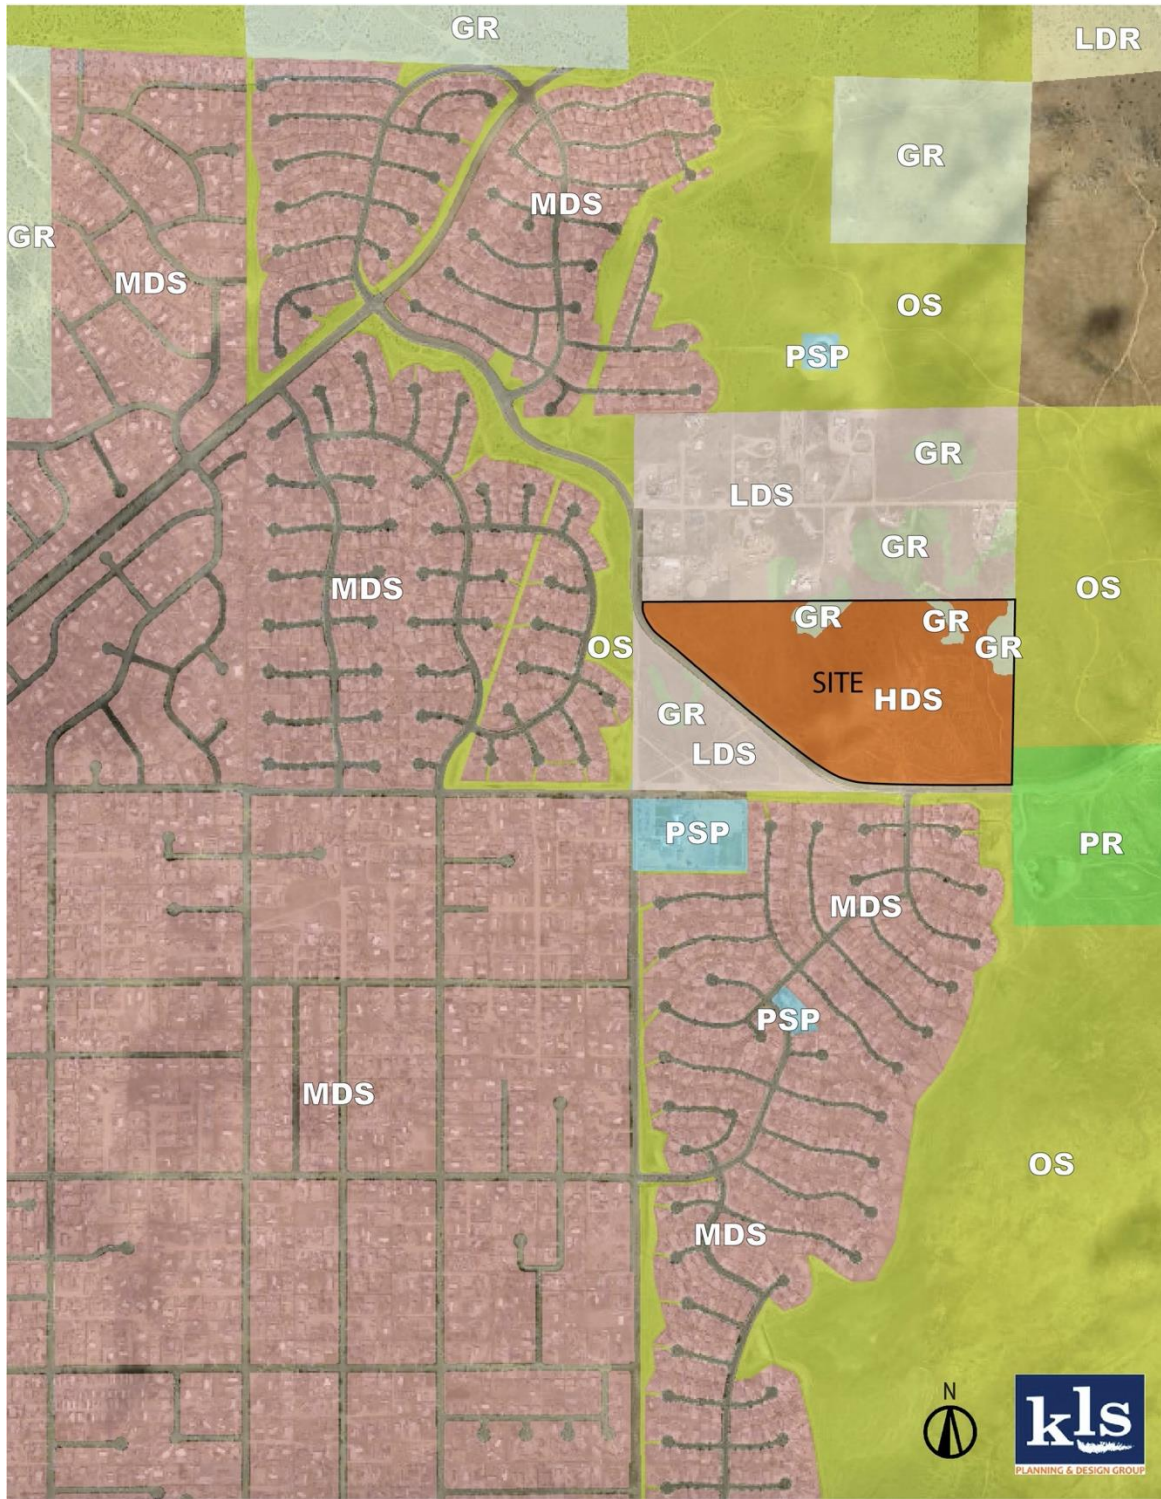 GR
LDR
GR
MDS
GR
MDS
OS
PSP
GR
LDS
GR
MDS
OS
GR
GR
OS
GR
SITE
HDS
GR
LDS
PSP
PR
MDS
PSP
MDS
OS
MDS
N
kls
PLANNING & DESIGN GROUP